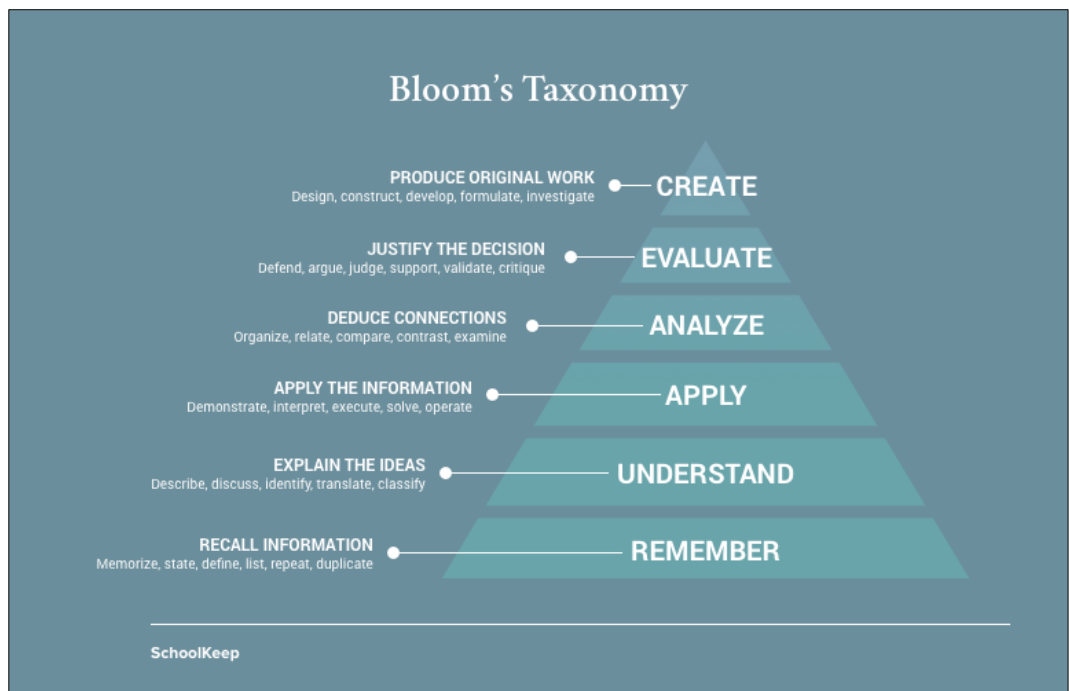 Bloom’s Taxonomy
PRODUCE ORIGINAL WORK
Design, construct, develop, formulate, investigate
CREATE
JUSTIFY THE DECISION
Defend, argue, judge, support, validate, critique
EVALUATE
DEDUCE CONNECTIONS
Organize, relate, compare, contrast, examine
ANALYZE
APPLY THE INFORMATION
Demonstrate, interpret, execute, solve, operate
APPLY
EXPLAIN THE IDEAS
Describe, discuss, identify, translate, classify
UNDERSTAND
RECALL INFORMATION
Memorize, state, define, list, repeat, duplicate
REMEMBER
SchoolKeep